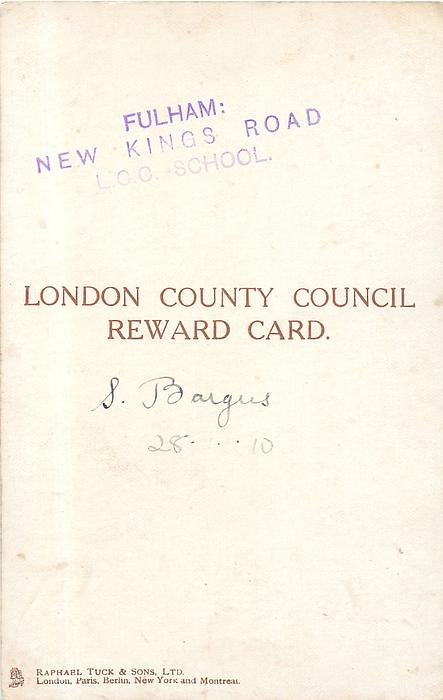 FULHAM:
NEW KINGS ROAD
L.C.C. SCHOOL.
LONDON COUNTY COUNCIL
REWARD CARD.
S. Bargus
28 · · · 10
RAPHAEL TUCK & SONS, LTD.
London, Paris, Berlin, New York and Montreal.